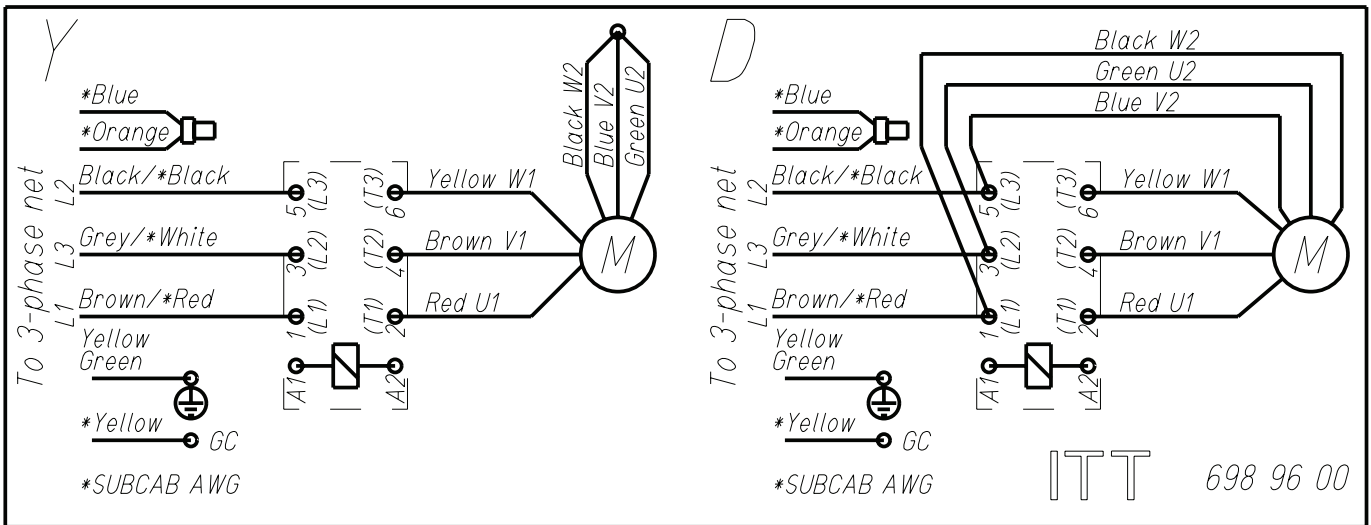 Y
*Blue
*Orange
To 3-phase net
L2
Black/*Black
L3
Grey/*White
L1
Brown/*Red
Yellow
Green
*Yellow
GC
*SUBCAB AWG
5
(L3)
(T3)
6
3
(L2)
(T2)
4
1
(L1)
(T1)
2
A1
A2
Yellow W1
Brown V1
Red U1
Black W2
Blue V2
Green U2
M
D
Black W2
Green U2
Blue V2
*Blue
*Orange
To 3-phase net
L2
Black/*Black
L3
Grey/*White
L1
Brown/*Red
Yellow
Green
*Yellow
GC
*SUBCAB AWG
5
(L3)
(T3)
6
3
(L2)
(T2)
4
1
(L1)
(T1)
2
A1
A2
Yellow W1
Brown V1
Red U1
M
ITT
698 96 00